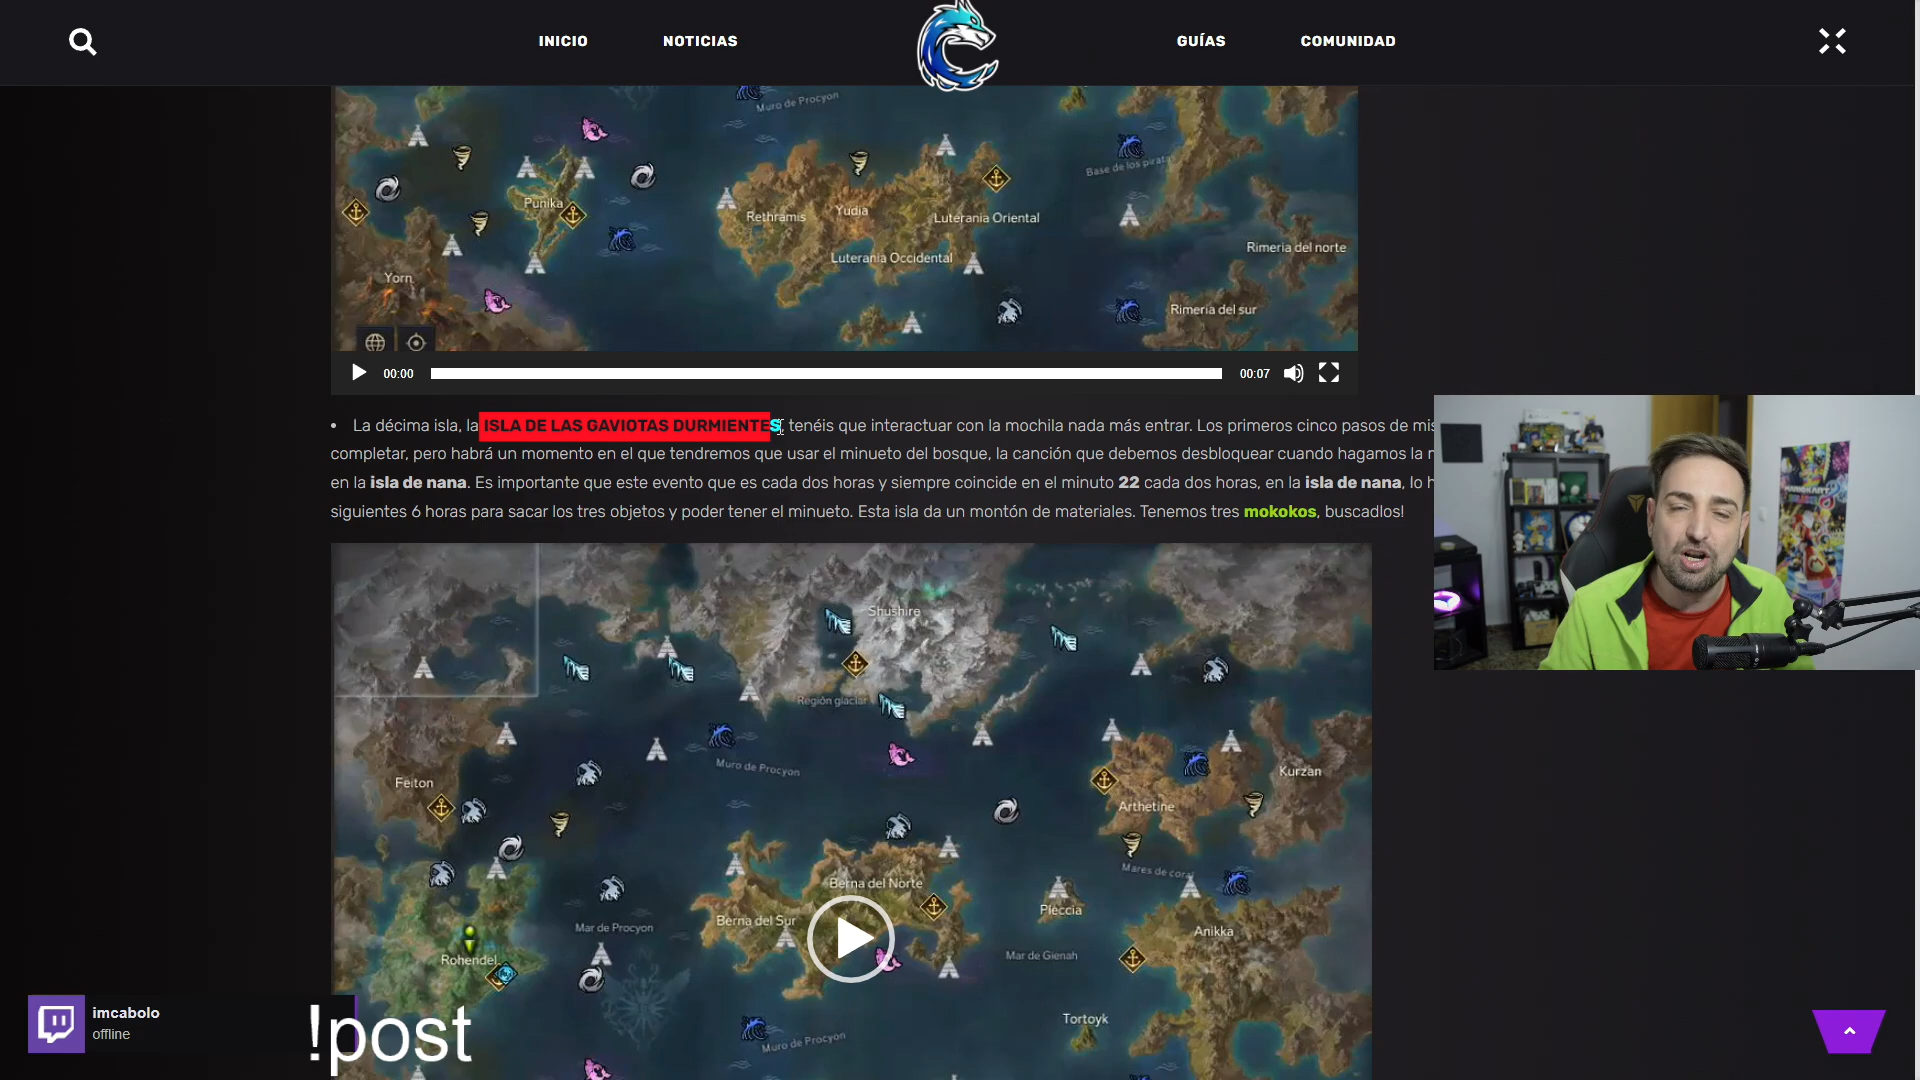 INICIO NOTICIAS GUÍAS COMUNIDAD
Muro de Procyon
Base de los piratas
Punika
Rethramis
Yudia
Luterania Oriental
Rimeria del norte
Luterania Occidental
Yorn
Rimeria del sur
00:00 00:07
• La décima isla, la ISLA DE LAS GAVIOTAS DURMIENTES, tenéis que interactuar con la mochila nada más entrar. Los primeros cinco pasos de
completar, pero habrá un momento en el que tendremos que usar el minueto del bosque, la canción que debemos desbloquear cuando hagamos la
en la isla de nana. Es importante que este evento que es cada dos horas y siempre coincide en el minuto 22 cada dos horas, en la isla de nana, lo
siguientes 6 horas para sacar los tres objetos y poder tener el minueto. Esta isla da un montón de materiales. Tenemos tres mokokos, buscadlos!
Shushire
Región glaciar
Muro de Procyon
Feiton
Kurzan
Arthetine
Mares de coral
Berna del Norte
Pleccia
Berna del Sur
Mar de Procyon
Anikka
Rohendel
Mar de Gienah
Tortoyk
Muro de Procyon
imcabolo
offline
!post